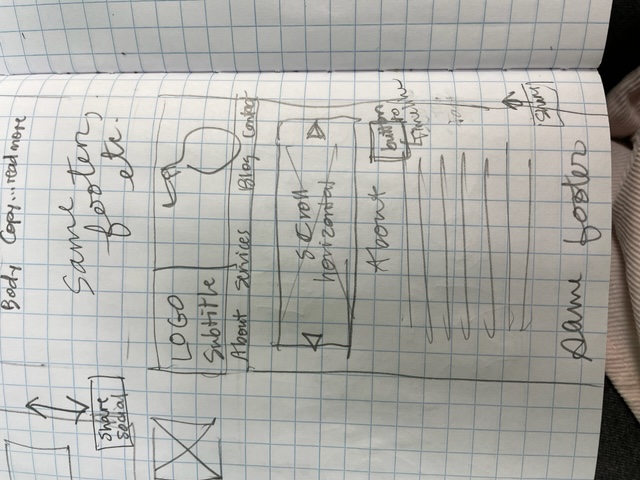 Body Copy...read more
Share
Social
Same
footer,
etc.
LOGO
Subtitle
About Services Blog Contact
scroll
horizontal
About
button
to
Timeline
Share
Same footer